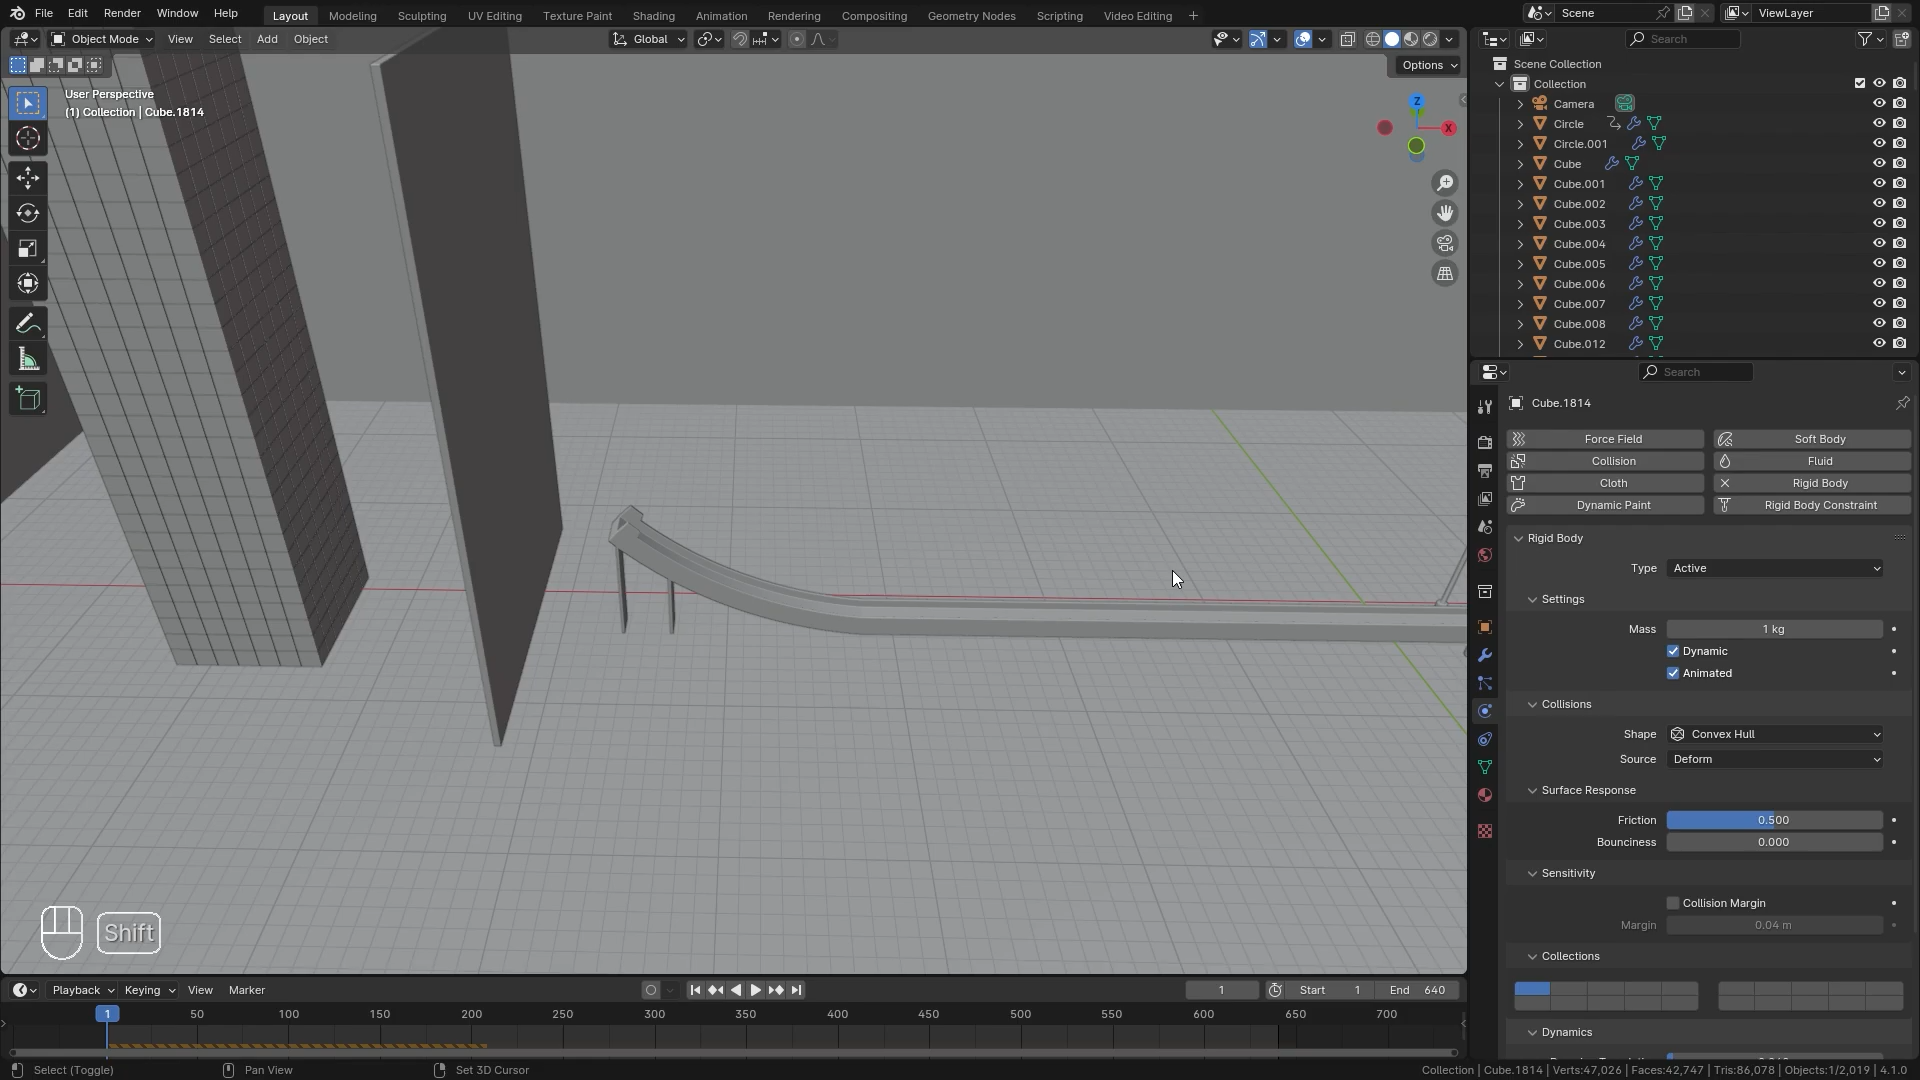 File Edit Render Window Help Layout Modeling Sculpting UV Editing Texture Paint Shading Animation Rendering Compositing Geometry Nodes Scripting Video Editing + Scene ViewLayer
Object Mode View Select Add Object Global Search
Options
User Perspective
(1) Collection | Cube.1814
Z
X
Scene Collection
Collection
Camera
Circle
Circle.001
Cube
Cube.001
Cube.002
Cube.003
Cube.004
Cube.005
Cube.006
Cube.007
Cube.008
Cube.012
Search
Cube.1814
Force Field Soft Body
Collision Fluid
Cloth Rigid Body
Dynamic Paint Rigid Body Constraint
Rigid Body
Type Active
Settings
Mass 1 kg
Dynamic
Animated
Collisions
Shape Convex Hull
Source Deform
Surface Response
Friction 0.500
Bounciness 0.000
Sensitivity
Collision Margin
Margin 0.04 m
Collections
Dynamics
Shift
Playback Keying View Marker 1 Start 1 End 640
1 50 100 150 200 250 300 350 400 450 500 550 600 650 700
Select (Toggle) Pan View Set 3D Cursor Collection | Cube.1814 | Verts:47,026 | Faces:42,747 | Tris:86,078 | Objects:1/2,019 | 4.1.0